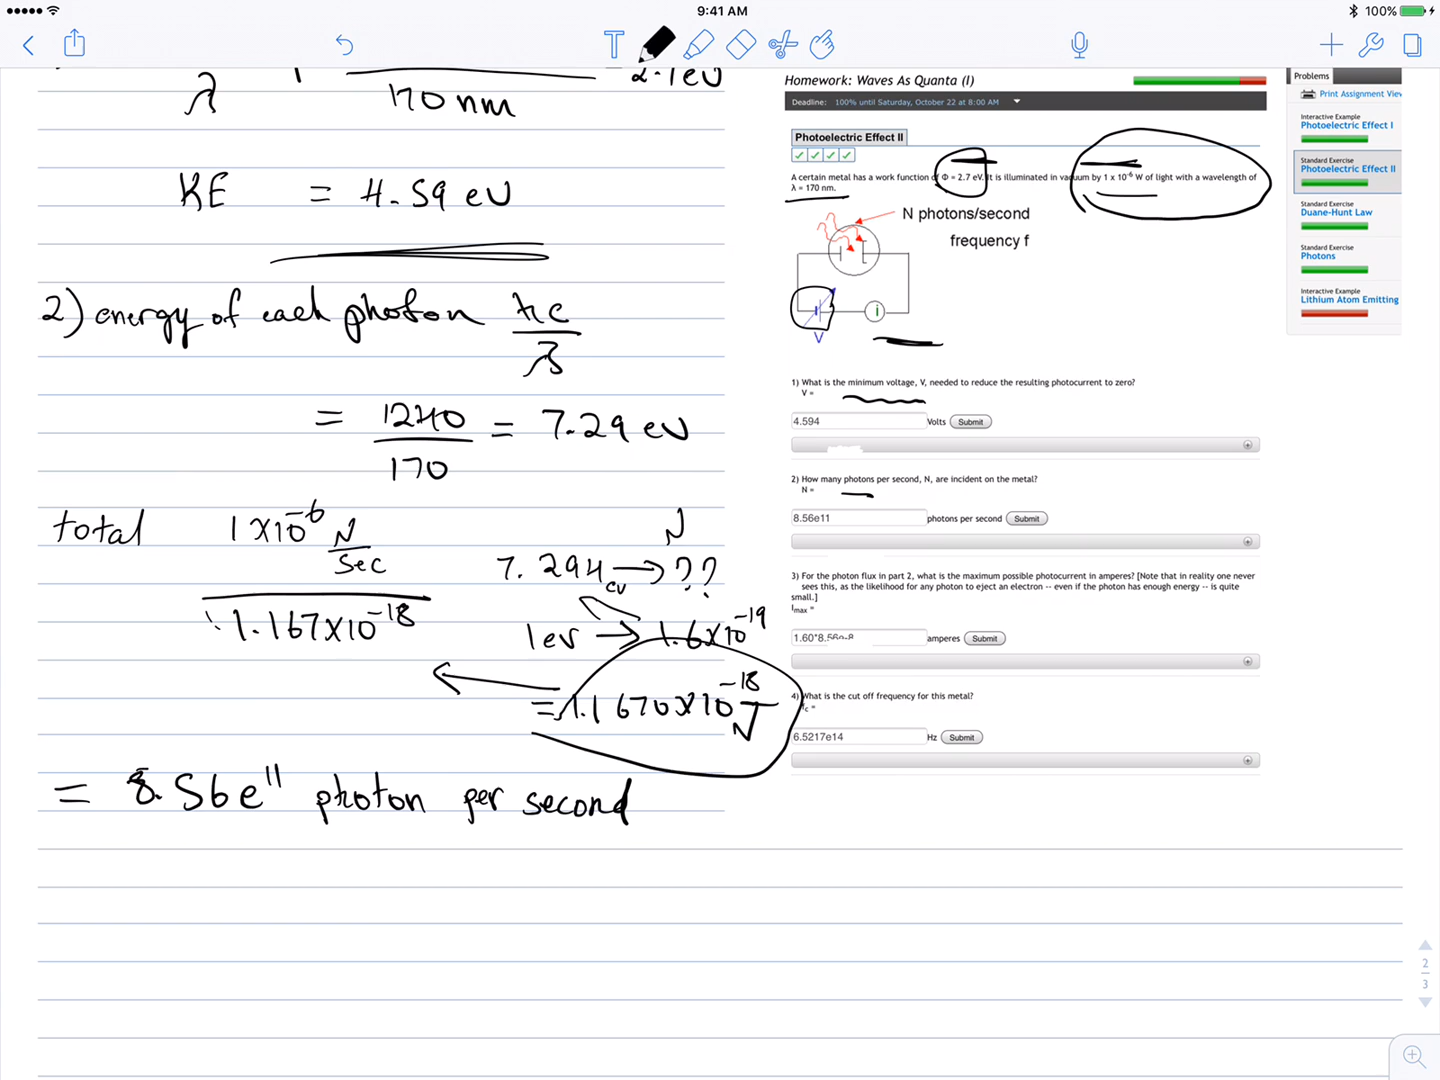 9:41 AM
100%
T
λ
170 nm
= 2.7 eV
KE = 4.59 eV
2) energy of each photon hc
λ
= 1240 = 7.29 eV
170
total 1 x10-6 N
Sec
N
7.294 ev → ??
1.167x10-18
1ev → 1.6x10-19
= 1.1670x10-18 J
= 8.56e11 photon per second
Homework: Waves As Quanta (I)
Deadline: 100% until Saturday, October 22 at 8:00 AM
Photoelectric Effect II
A certain metal has a work function of Φ = 2.7 eV. It is illuminated in vacuum by 1 x 10-6 W of light with a wavelength of
λ = 170 nm.
N photons/second
frequency f
i
V
1) What is the minimum voltage, V, needed to reduce the resulting photocurrent to zero?
V =
4.594 Volts Submit
2) How many photons per second, N, are incident on the metal?
N =
8.56e11 photons per second Submit
3) For the photon flux in part 2, what is the maximum possible photocurrent in amperes? [Note that in reality one never
sees this, as the likelihood for any photon to eject an electron -- even if the photon has enough energy -- is quite
small.]
Imax =
1.60*8.56e-8 amperes Submit
4) What is the cut off frequency for this metal?
fc =
6.5217e14 Hz Submit
Problems
Print Assignment View
Interactive Example
Photoelectric Effect I
Standard Exercise
Photoelectric Effect II
Standard Exercise
Duane-Hunt Law
Standard Exercise
Photons
Interactive Example
Lithium Atom Emitting
2
3